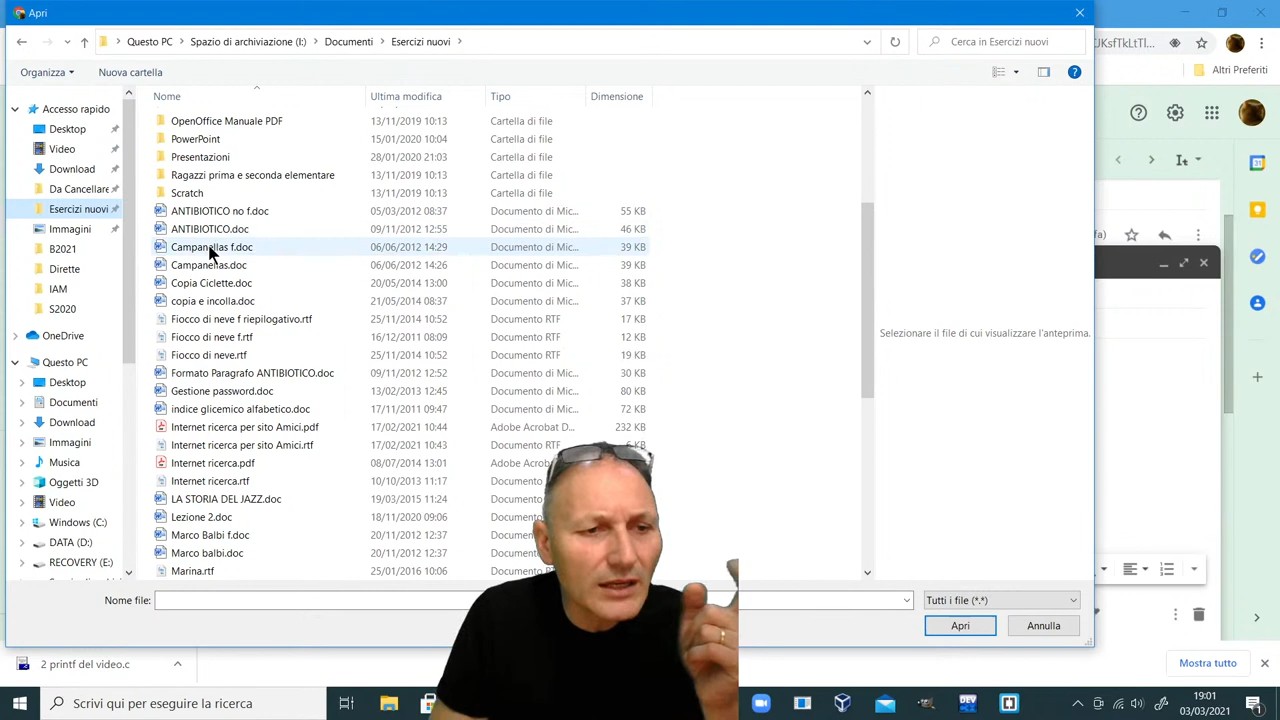 Apri
Questo PC > Spazio di archiviazione (I:) > Documenti > Esercizi nuovi >
Cerca in Esercizi nuovi
JKsfTkLtTl
Organizza
Nuova cartella
Altri Preferiti
Nome
Ultima modifica
Tipo
Dimensione
Accesso rapido
Desktop
Video
Download
Da Cancellare
Esercizi nuovi
Immagini
B2021
Dirette
IAM
S2020
OneDrive
Questo PC
Desktop
Documenti
Download
Immagini
Musica
Oggetti 3D
Video
Windows (C:)
DATA (D:)
RECOVERY (E:)
OpenOffice Manuale PDF 13/11/2019 10:13 Cartella di file
PowerPoint 15/01/2020 10:04 Cartella di file
Presentazioni 28/01/2020 21:03 Cartella di file
Ragazzi prima e seconda elementare 13/11/2019 10:13 Cartella di file
Scratch 13/11/2019 10:13 Cartella di file
ANTIBIOTICO no f.doc 05/03/2012 08:37 Documento di Mic... 55 KB
ANTIBIOTICO.doc 09/11/2012 12:55 Documento di Mic... 46 KB
Campanellas f.doc 06/06/2012 14:29 Documento di Mic... 39 KB
Campanellas.doc 06/06/2012 14:26 Documento di Mic... 39 KB
Copia Ciclette.doc 20/05/2014 13:00 Documento di Mic... 38 KB
copia e incolla.doc 21/05/2014 08:37 Documento di Mic... 37 KB
Fiocco di neve f riepilogativo.rtf 25/11/2014 10:52 Documento RTF 17 KB
Fiocco di neve f.rtf 16/12/2011 08:09 Documento RTF 12 KB
Fiocco di neve.rtf 25/11/2014 10:52 Documento RTF 19 KB
Formato Paragrafo ANTIBIOTICO.doc 09/11/2012 12:52 Documento di Mic... 30 KB
Gestione password.doc 13/02/2013 12:45 Documento di Mic... 80 KB
indice glicemico alfabetico.doc 17/11/2011 09:47 Documento di Mic... 72 KB
Internet ricerca per sito Amici.pdf 17/02/2021 10:44 Adobe Acrobat D... 232 KB
Internet ricerca per sito Amici.rtf 17/02/2021 10:43 Documento RTF 6 KB
Internet ricerca.pdf 08/07/2014 13:01 Adobe Acrob
Internet ricerca.rtf 10/10/2013 11:17 Documento
LA STORIA DEL JAZZ.doc 19/03/2015 11:24 Documento
Lezione 2.doc 18/11/2020 09:06 Documento
Marco Balbi f.doc 20/11/2012 12:37 Documento
Marco balbi.doc 20/11/2012 12:37 Documento
Marina.rtf 25/01/2016 10:06 Documento
Selezionare il file di cui visualizzare l'anteprima.
fa)
Nome file:
Tutti i file (*.*)
Apri
Annulla
2 printf del video.c
Mostra tutto
Scrivi qui per eseguire la ricerca
DEV
19:01
03/03/2021
1